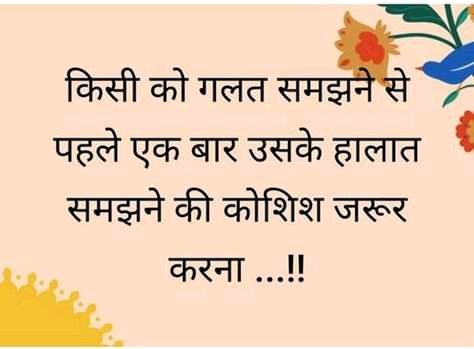 किसी को गलत समझने से
पहले एक बार उसके हालात
समझने की कोशिश जरूर
करना ...!!